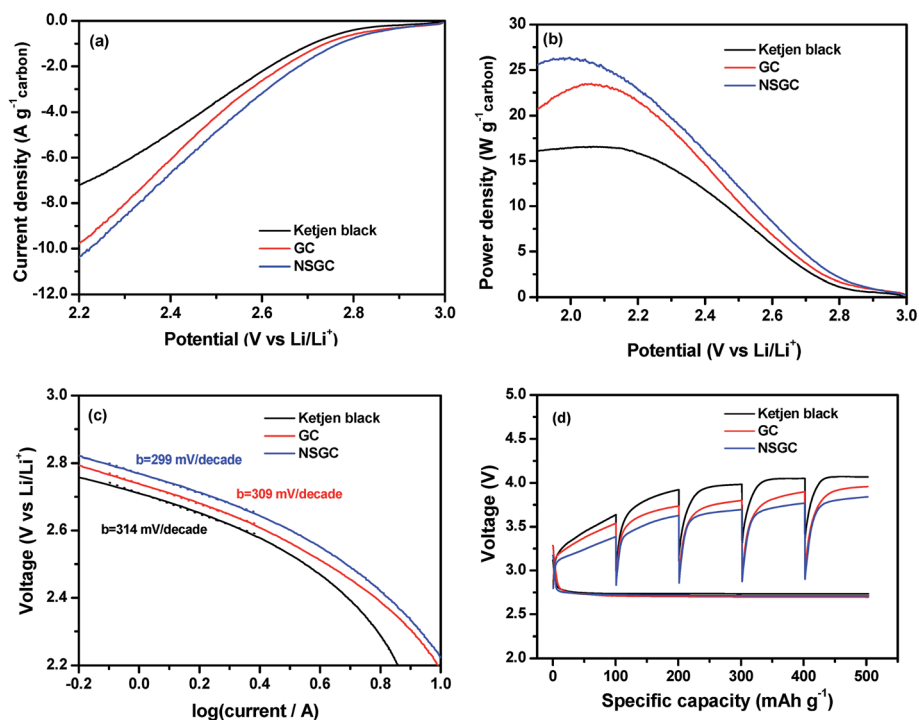 (a)
0.0
-2.0
-4.0
-6.0
-8.0
-10.0
-12.0
Current density (A g⁻¹carbon)
Ketjen black
GC
NSGC
2.2 2.4 2.6 2.8 3.0
Potential (V vs Li/Li⁺)
(b)
30
25
20
15
10
5
0
Power density (W g⁻¹carbon)
Ketjen black
GC
NSGC
2.0 2.2 2.4 2.6 2.8 3.0
Potential (V vs Li/Li⁺)
(c)
3.0
2.8
2.6
2.4
2.2
Voltage (V vs Li/Li⁺)
Ketjen black
GC
NSGC
b=299 mV/decade
b=309 mV/decade
b=314 mV/decade
-0.2 0.0 0.2 0.4 0.6 0.8 1.0
log(current / A)
(d)
5.0
4.5
4.0
3.5
3.0
2.5
2.0
Voltage (V)
Ketjen black
GC
NSGC
0 100 200 300 400 500
Specific capacity (mAh g⁻¹)